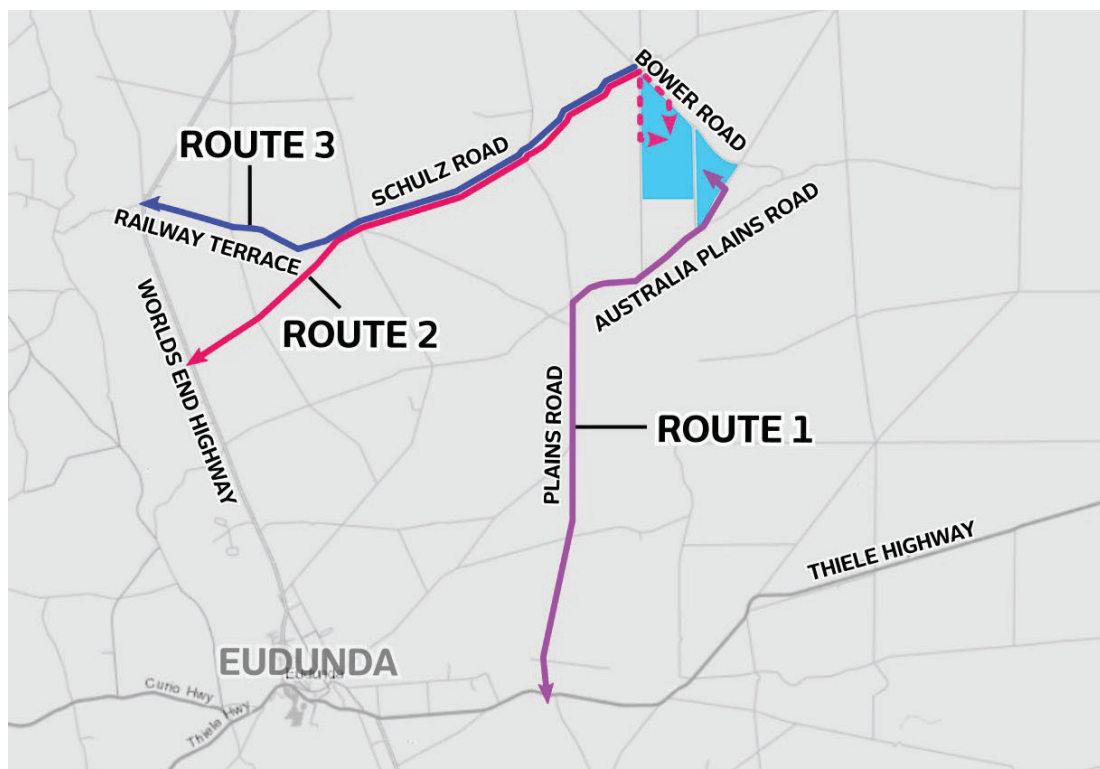 BOWER ROAD
ROUTE 3
SCHULZ ROAD
RAILWAY TERRACE
AUSTRALIA PLAINS ROAD
WORLDS END HIGHWAY
ROUTE 2
PLAINS ROAD
ROUTE 1
THIELE HIGHWAY
EUDUNDA
Eudunda
Curio Hwy
Thiele Hwy